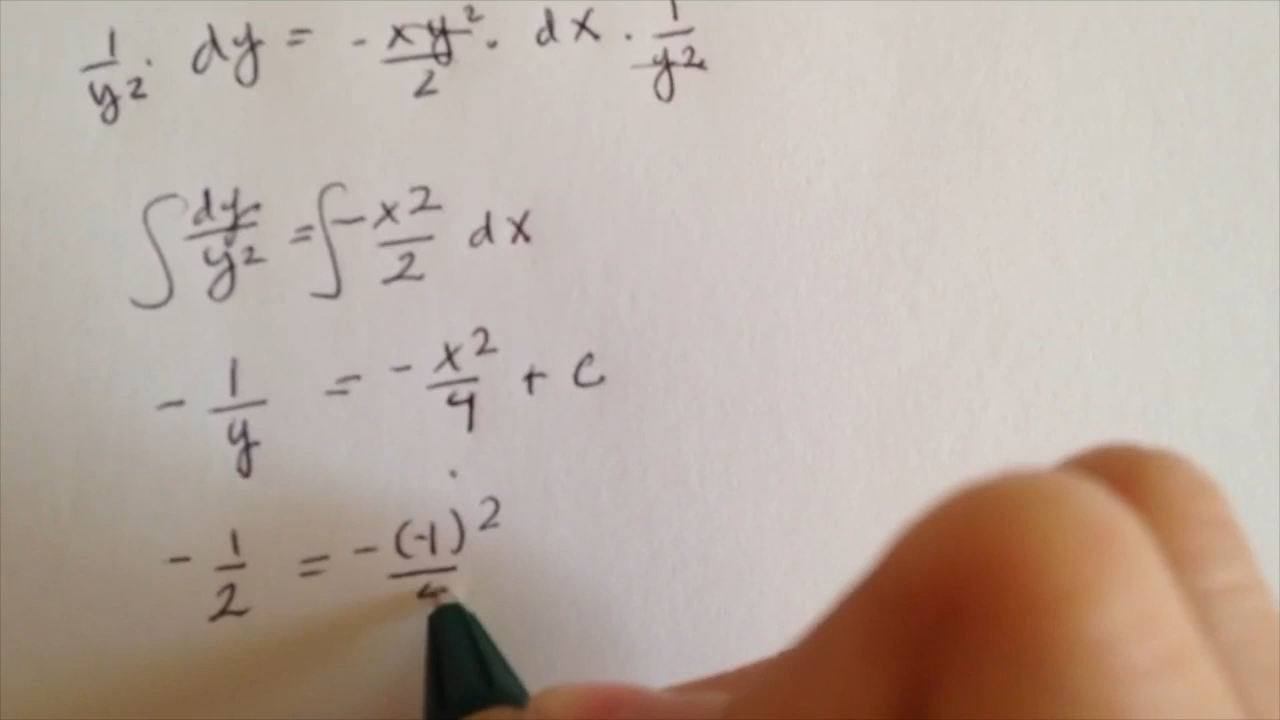 1/y² · dy = - xy²/2 · dx · 1/y²
∫ dy/y² = ∫ -x2/2 dx
- 1/y = - x²/4 + c
- 1/2 = - (-1)²/4